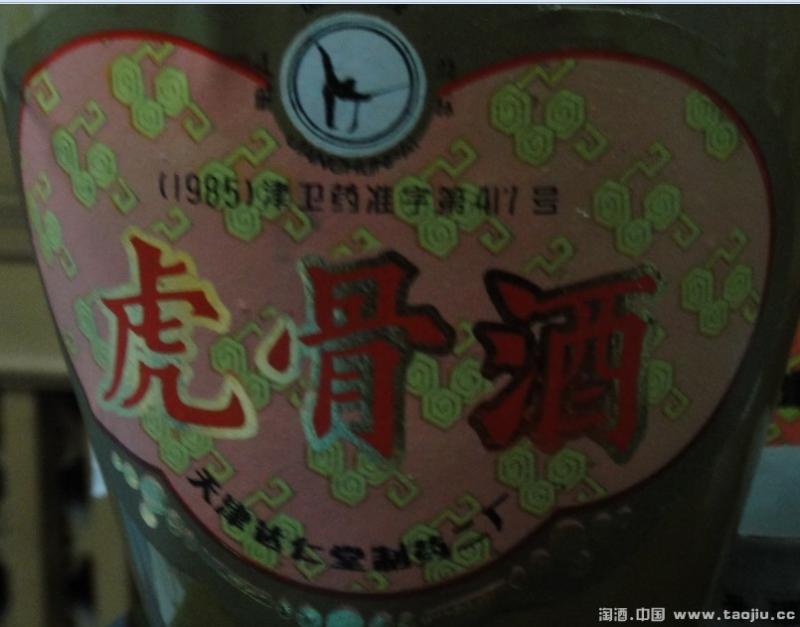 (1985)津卫药准字第417号
虎骨酒
天津达仁堂制药一厂
淘酒.中国 www.taojiu.cc